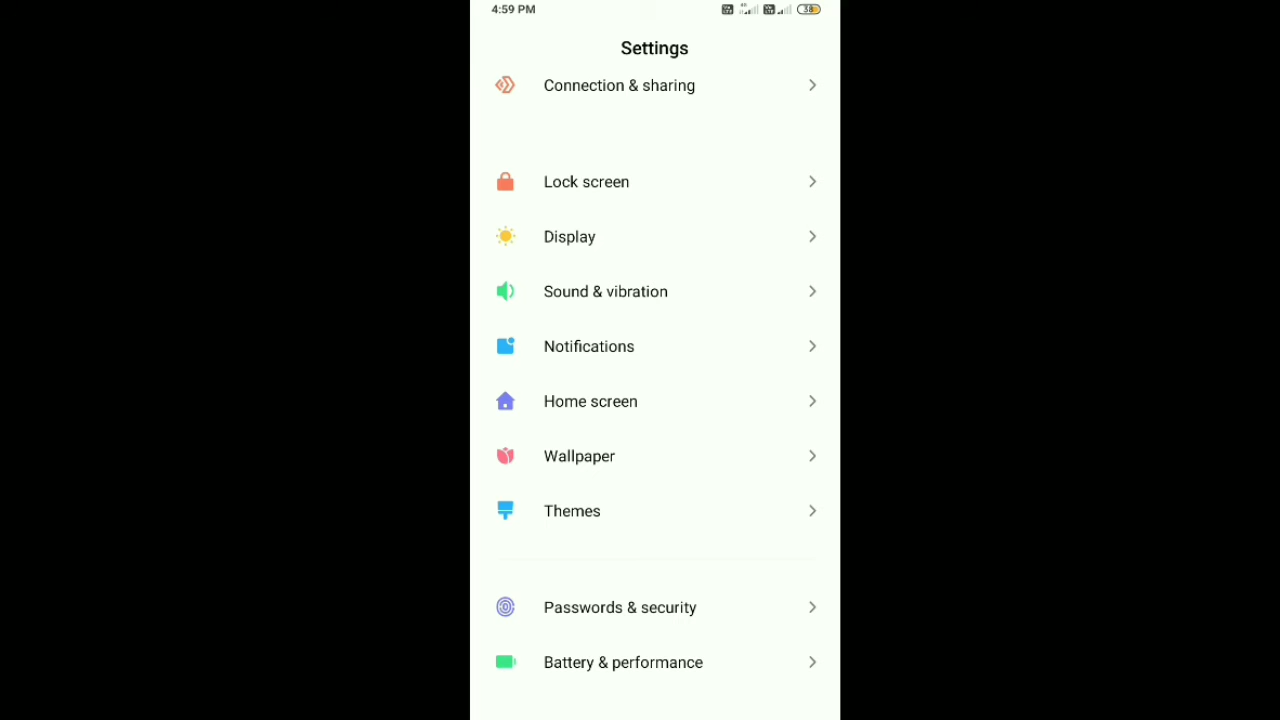 4:59 PM
38
Settings
Connection & sharing
Lock screen
Display
Sound & vibration
Notifications
Home screen
Wallpaper
Themes
Passwords & security
Battery & performance